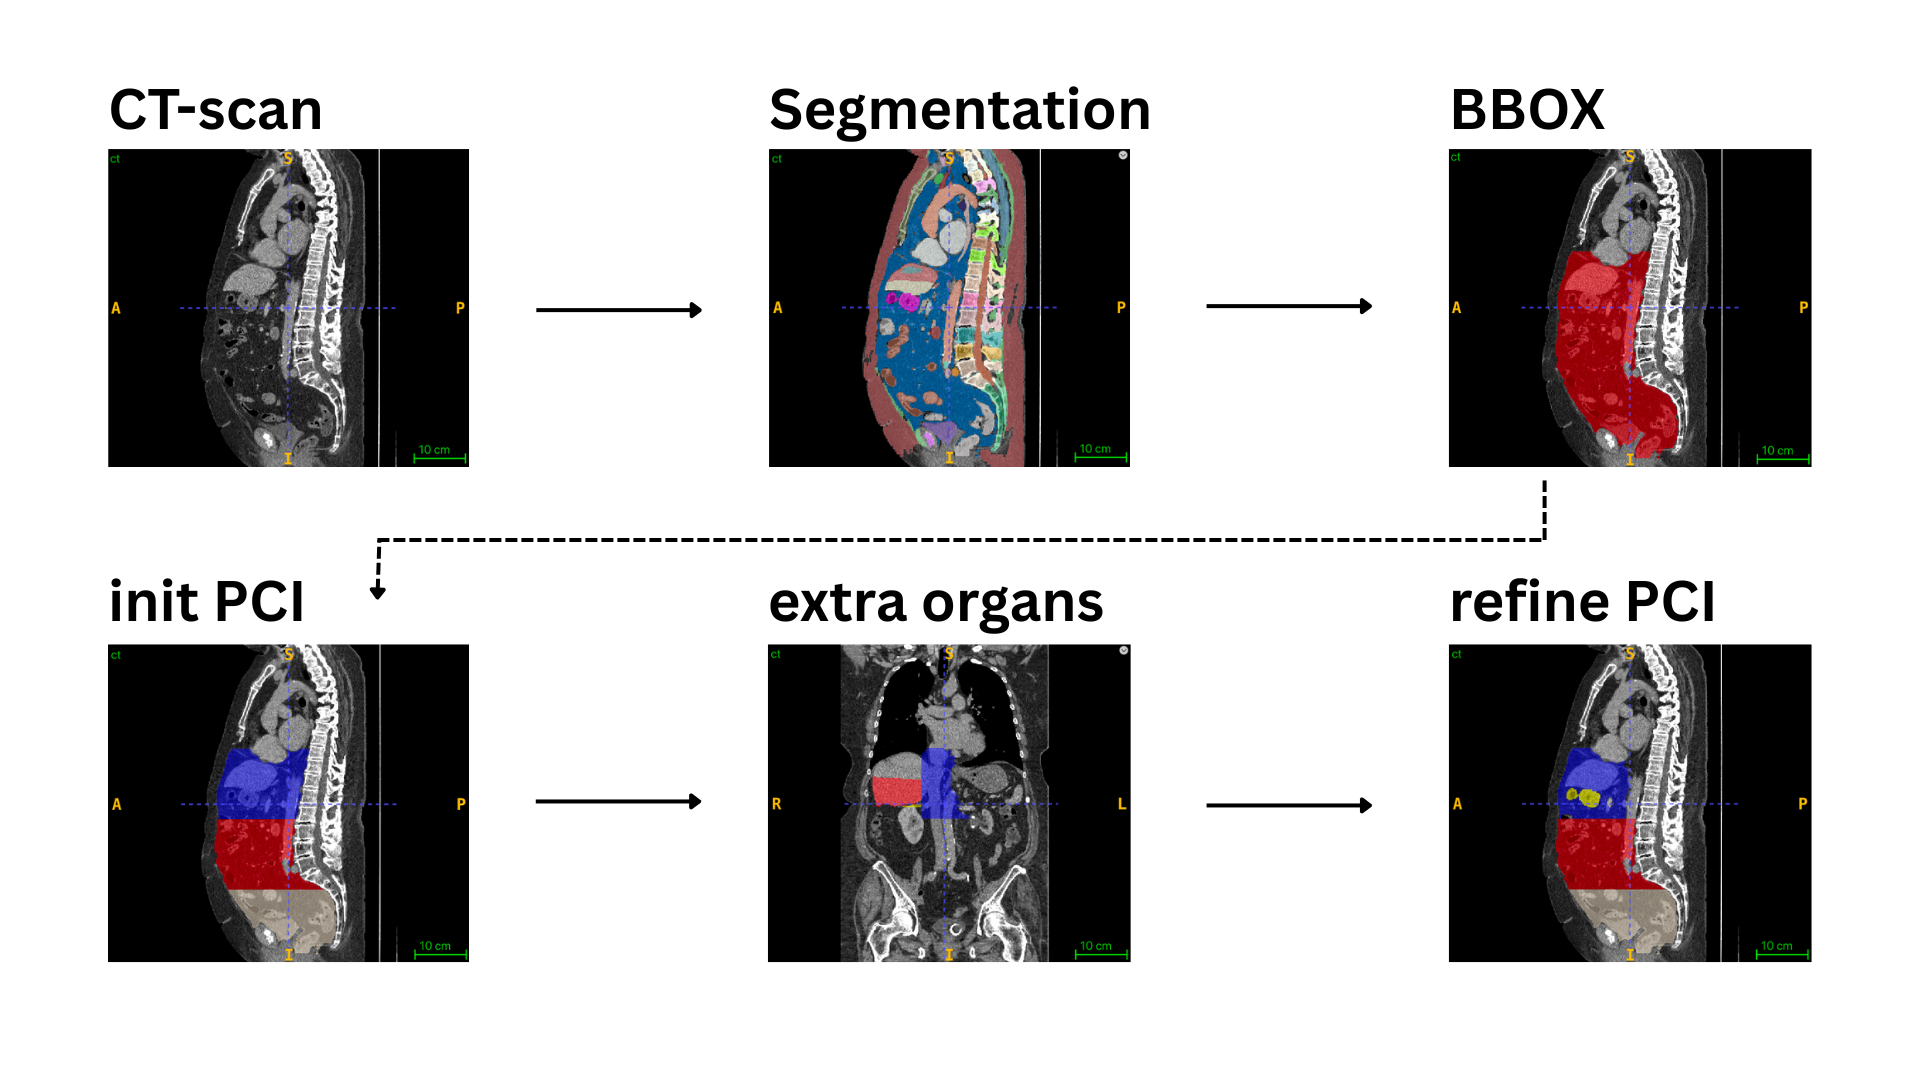 CT-scan
Segmentation
BBOX
ct
S
A
P
I
10 cm
ct
S
A
P
I
10 cm
ct
S
A
P
I
10 cm
init PCI
extra organs
refine PCI
ct
S
A
P
I
10 cm
ct
S
R
L
I
10 cm
ct
S
A
P
I
10 cm